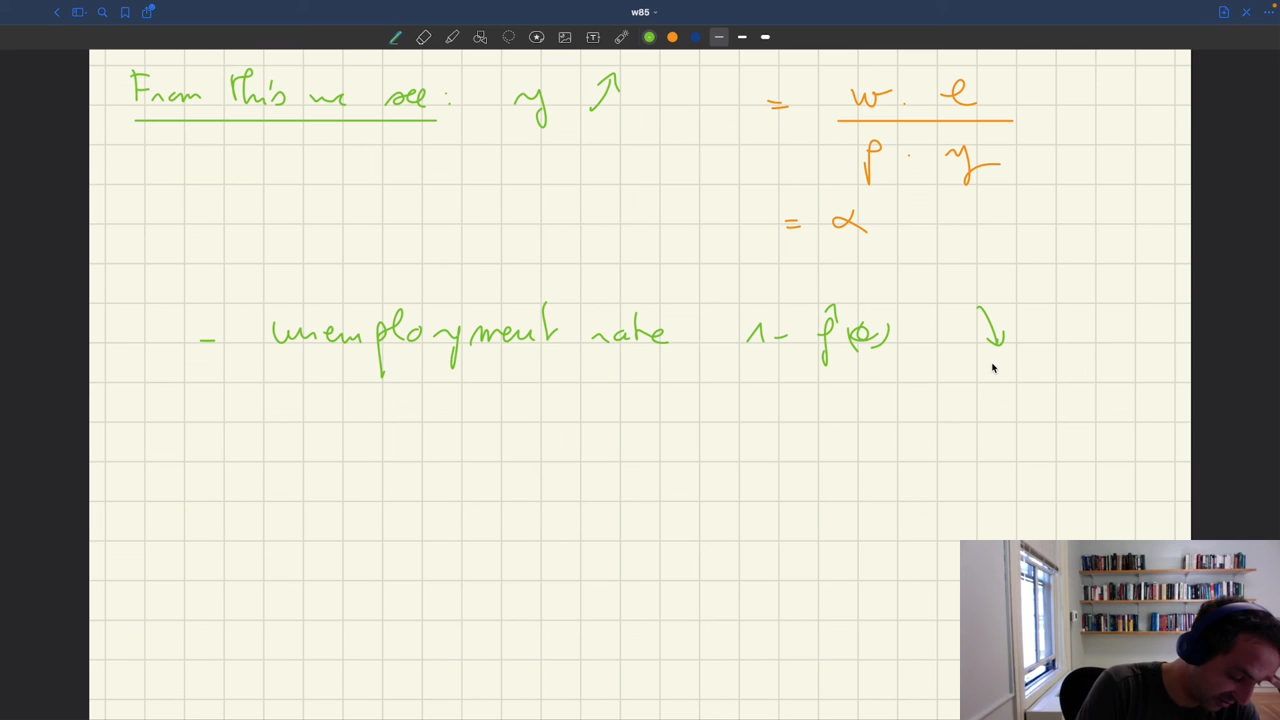 w85
From this we see: y ↗
= w . l
p . y
= α
- unemployment rate 1 - f̂(θ) ↘